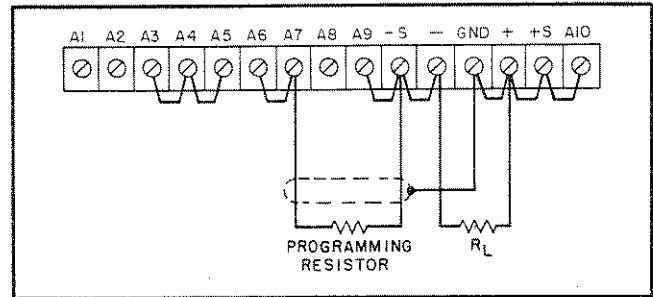 A1 A2 A3 A4 A5 A6 A7 A8 A9 -S - GND + +S A10
PROGRAMMING
RESISTOR
RL